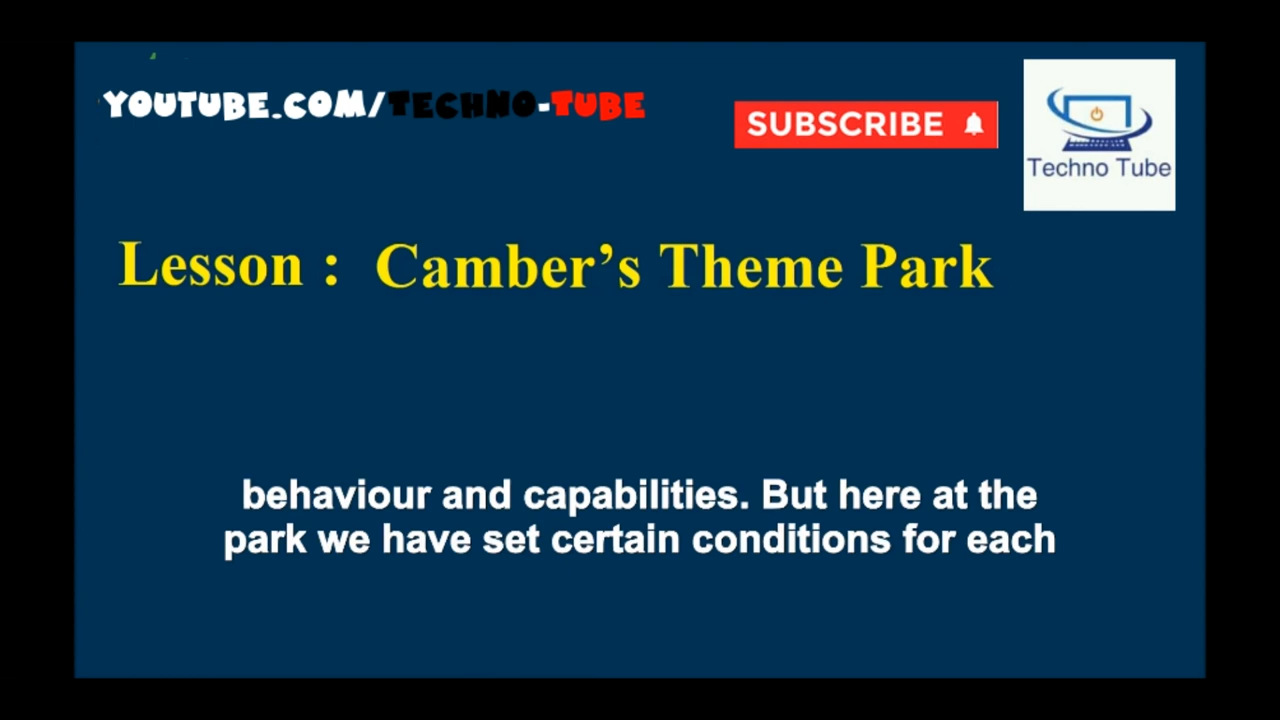 YOUTUBE.COM/TECHNO-TUBE
SUBSCRIBE
Techno Tube
Lesson : Camber’s Theme Park
behaviour and capabilities. But here at the
park we have set certain conditions for each